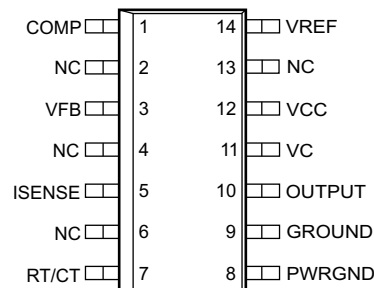 COMP 1 14 VREF
NC 2 13 NC
VFB 3 12 VCC
NC 4 11 VC
ISENSE 5 10 OUTPUT
NC 6 9 GROUND
RT/CT 7 8 PWRGND